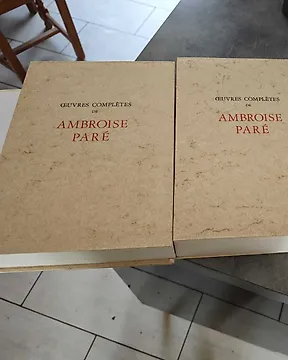 ŒUVRES COMPLÈTES
DE
AMBROISE
PARÉ
ŒUVRES COMPLÈTES
DE
AMBROISE
PARÉ